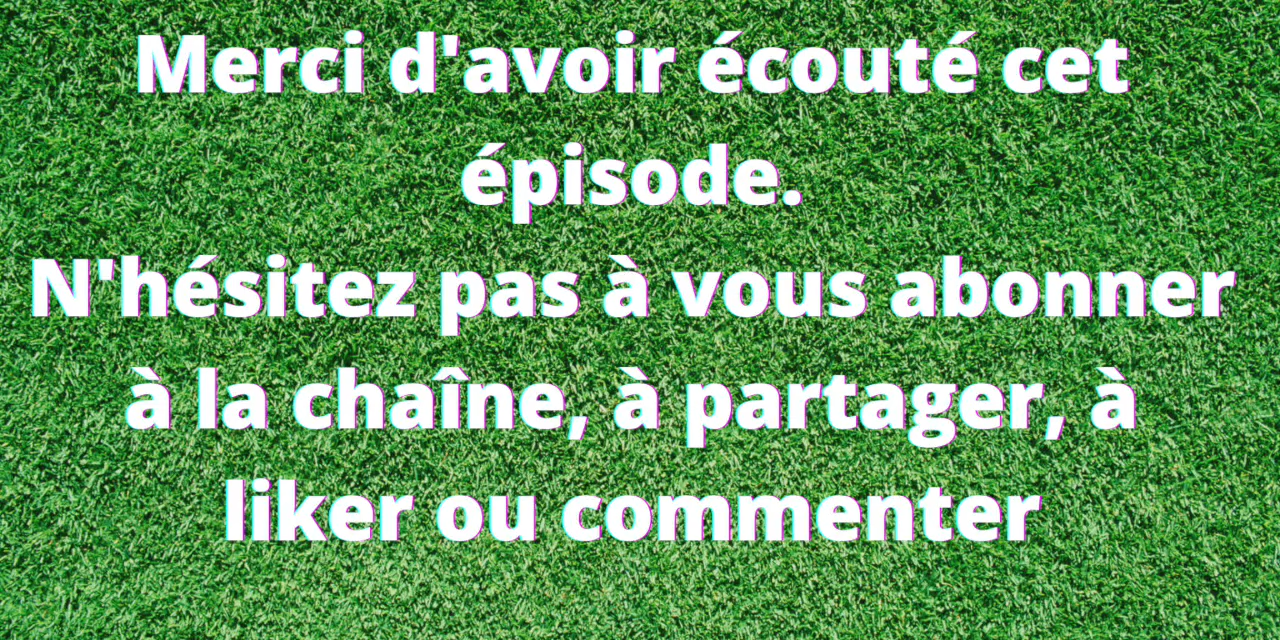 Merci d'avoir écouté cet
épisode.
N'hésitez pas à vous abonner
à la chaîne, à partager, à
liker ou commenter